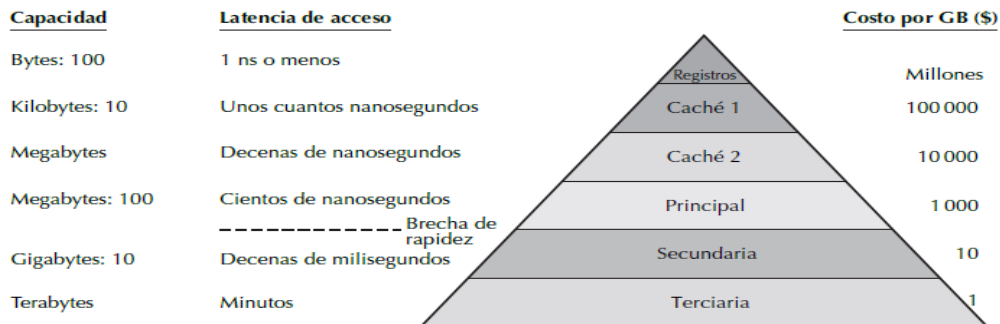 Capacidad Latencia de acceso Costo por GB ($)
Bytes: 100 1 ns o menos Registros Millones
Kilobytes: 10 Unos cuantos nanosegundos Caché 1 100 000
Megabytes Decenas de nanosegundos Caché 2 10 000
Megabytes: 100 Cientos de nanosegundos Principal 1 000
Brecha de
rapidez
Gigabytes: 10 Decenas de milisegundos Secundaria 10
Terabytes Minutos Terciaria 1